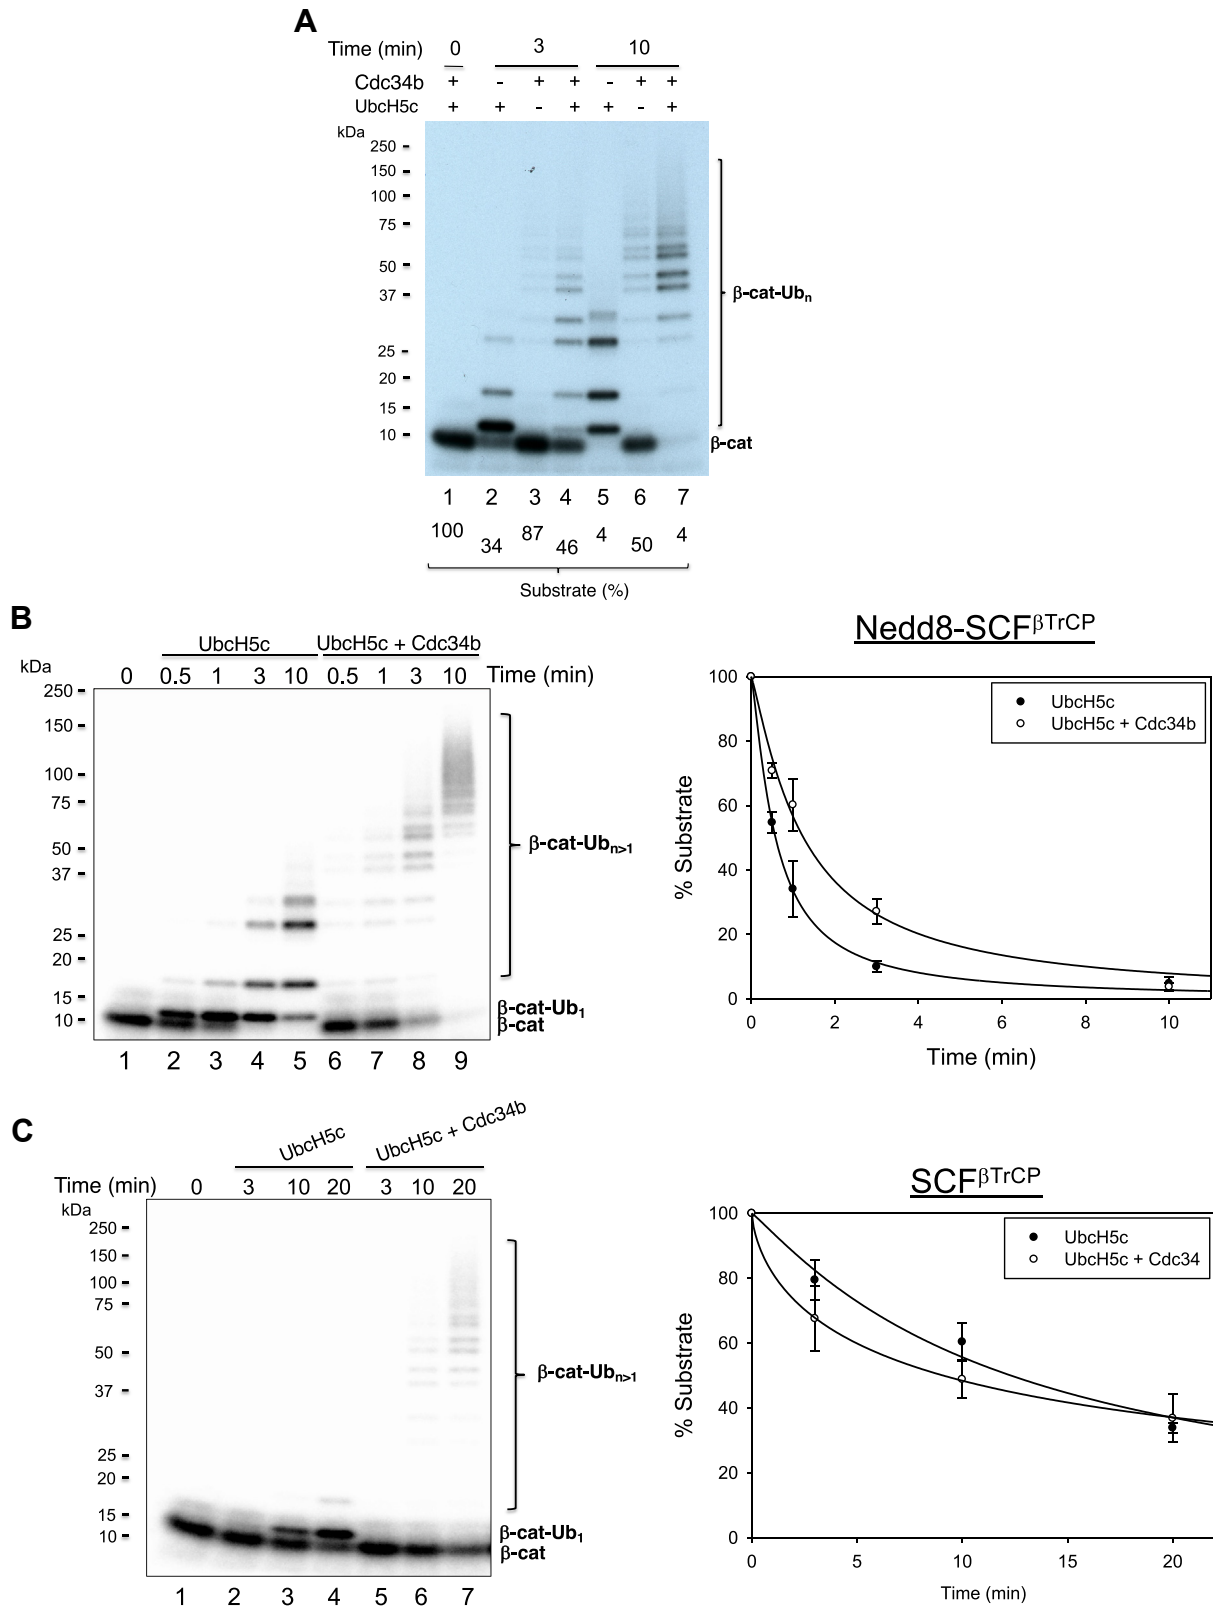 A
Time (min) 0 3 10
Cdc34b + - + + - + +
UbcH5c + + - + + - +
kDa
250
150
100
75
50
37
25
20
15
10
β-cat-Ubn
β-cat
1 2 3 4 5 6 7
100 34 87 46 4 50 4
Substrate (%)
B
UbcH5c UbcH5c + Cdc34b
kDa
0 0.5 1 3 10 0.5 1 3 10 Time (min)
250
150
100
75
50
37
25
20
15
10
β-cat-Ubn>1
β-cat-Ub1
β-cat
1 2 3 4 5 6 7 8 9
Nedd8-SCFβTrCP
UbcH5c
UbcH5c + Cdc34b
% Substrate
100
80
60
40
20
0
0 2 4 6 8 10
Time (min)
C
UbcH5c UbcH5c + Cdc34b
Time (min) 0 3 10 20 3 10 20
kDa
250
150
100
75
50
37
25
20
15
10
β-cat-Ubn>1
β-cat-Ub1
β-cat
1 2 3 4 5 6 7
SCFβTrCP
UbcH5c
UbcH5c + Cdc34
% Substrate
100
80
60
40
20
0
0 5 10 15 20
Time (min)